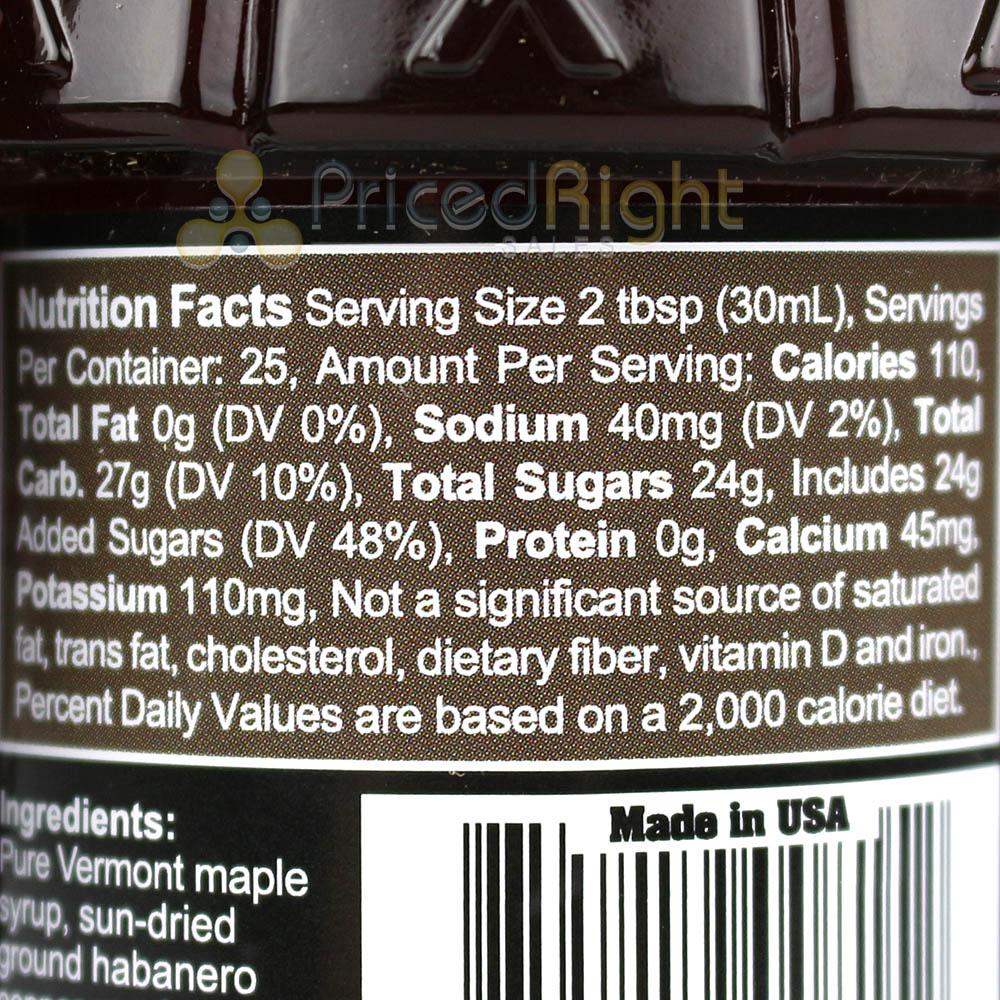 PricedRight
SALES
Nutrition Facts Serving Size 2 tbsp (30mL), Servings
Per Container: 25, Amount Per Serving: Calories 110,
Total Fat 0g (DV 0%), Sodium 40mg (DV 2%), Total
Carb. 27g (DV 10%), Total Sugars 24g, Includes 24g
Added Sugars (DV 48%), Protein 0g, Calcium 45mg,
Potassium 110mg, Not a significant source of saturated
fat, trans fat, cholesterol, dietary fiber, vitamin D and iron.,
Percent Daily Values are based on a 2,000 calorie diet.
Ingredients:
Pure Vermont maple
syrup, sun-dried
ground habanero
Made in USA